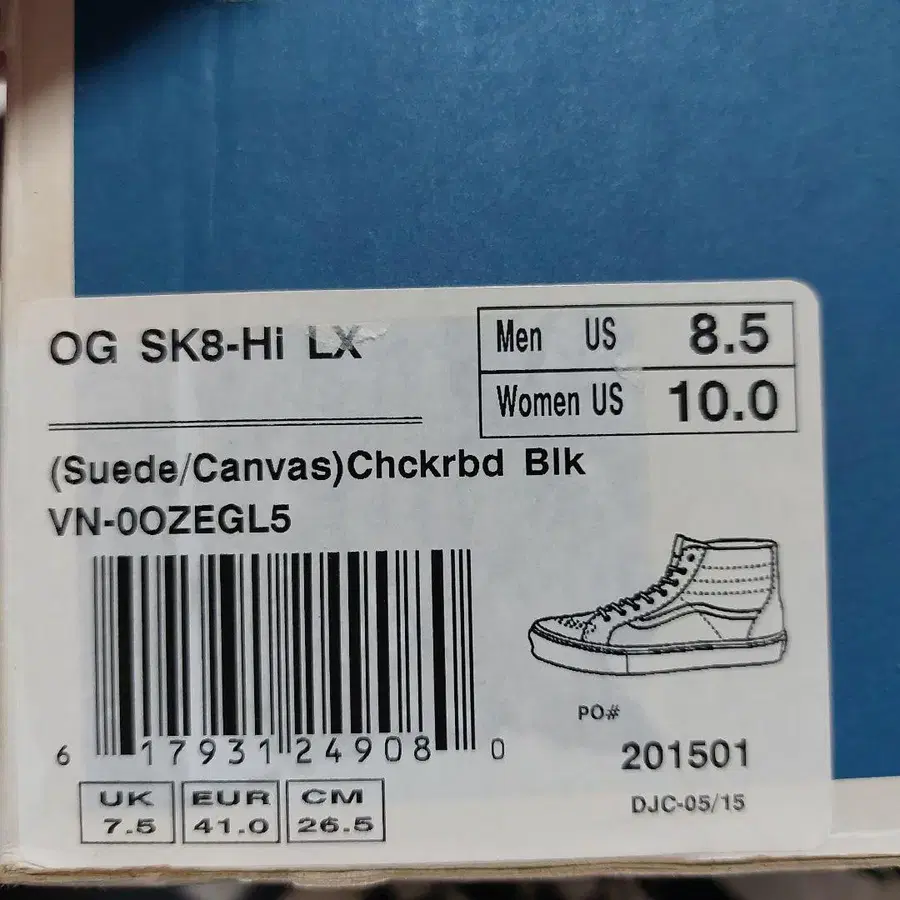 OG SK8-Hi LX
Men US 8.5
Women US 10.0
(Suede/Canvas)Chckrbd Blk
VN-0OZEGL5
6 17931 24908 0
PO#
201501
DJC-05/15
UK EUR CM
7.5 41.0 26.5